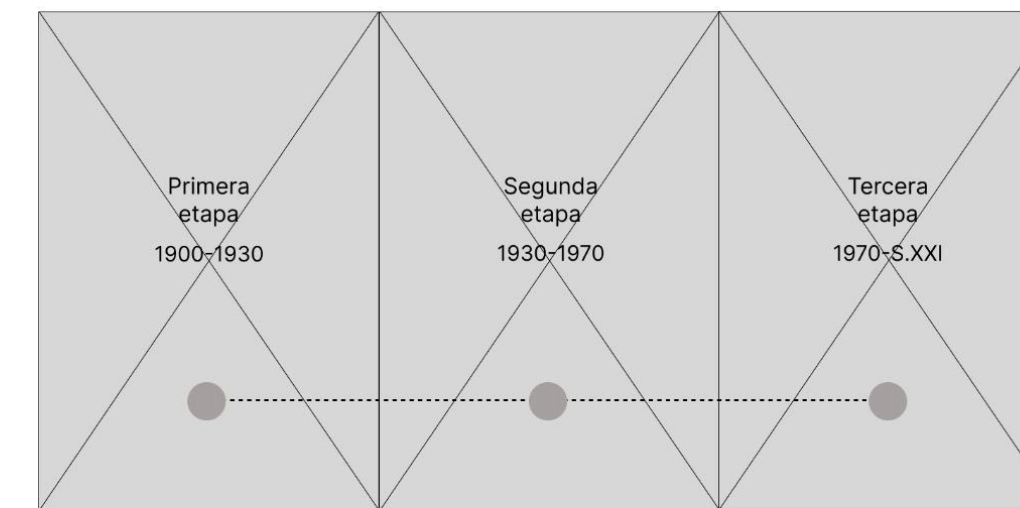 Primera
etapa
1900-1930
Segunda
etapa
1930-1970
Tercera
etapa
1970-S.XXI